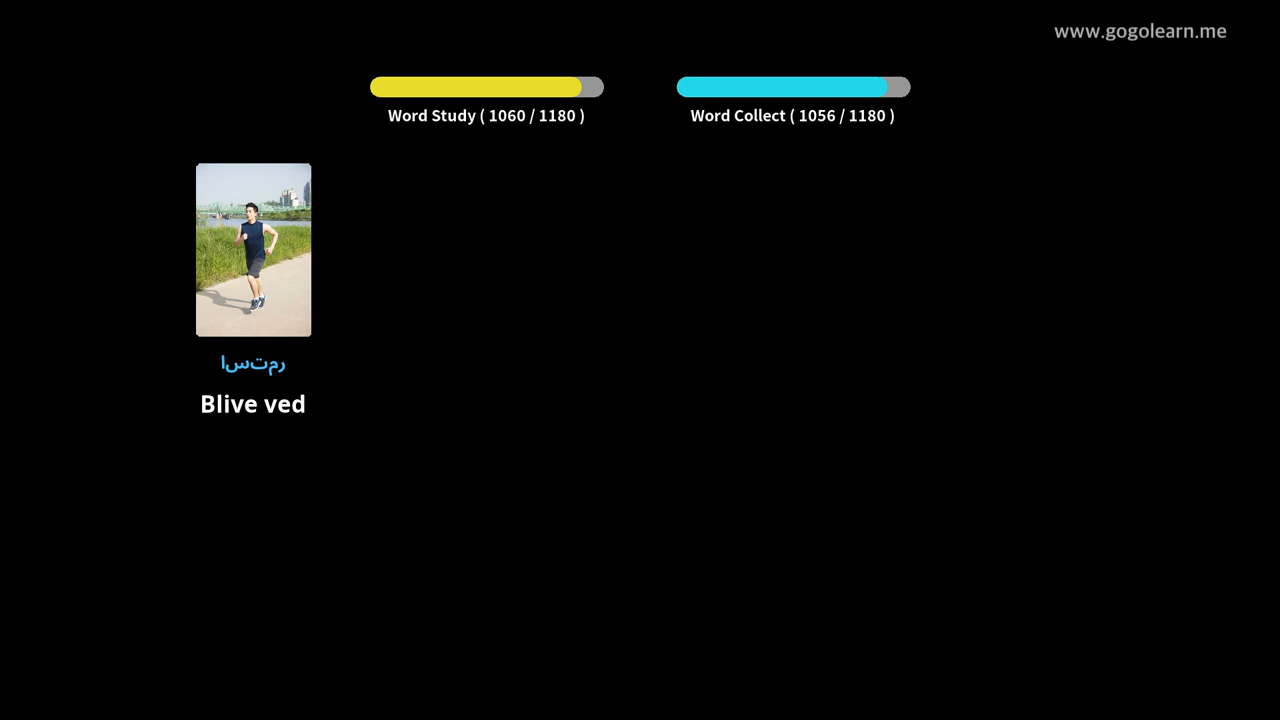 www.gogolearn.me
Word Study ( 1060 / 1180 )
Word Collect ( 1056 / 1180 )
استمر
Blive ved